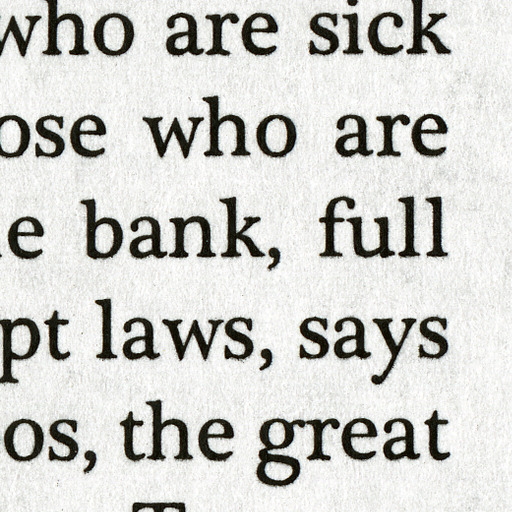 who are sick
ose who are
e bank, full
pt laws, says
os, the great